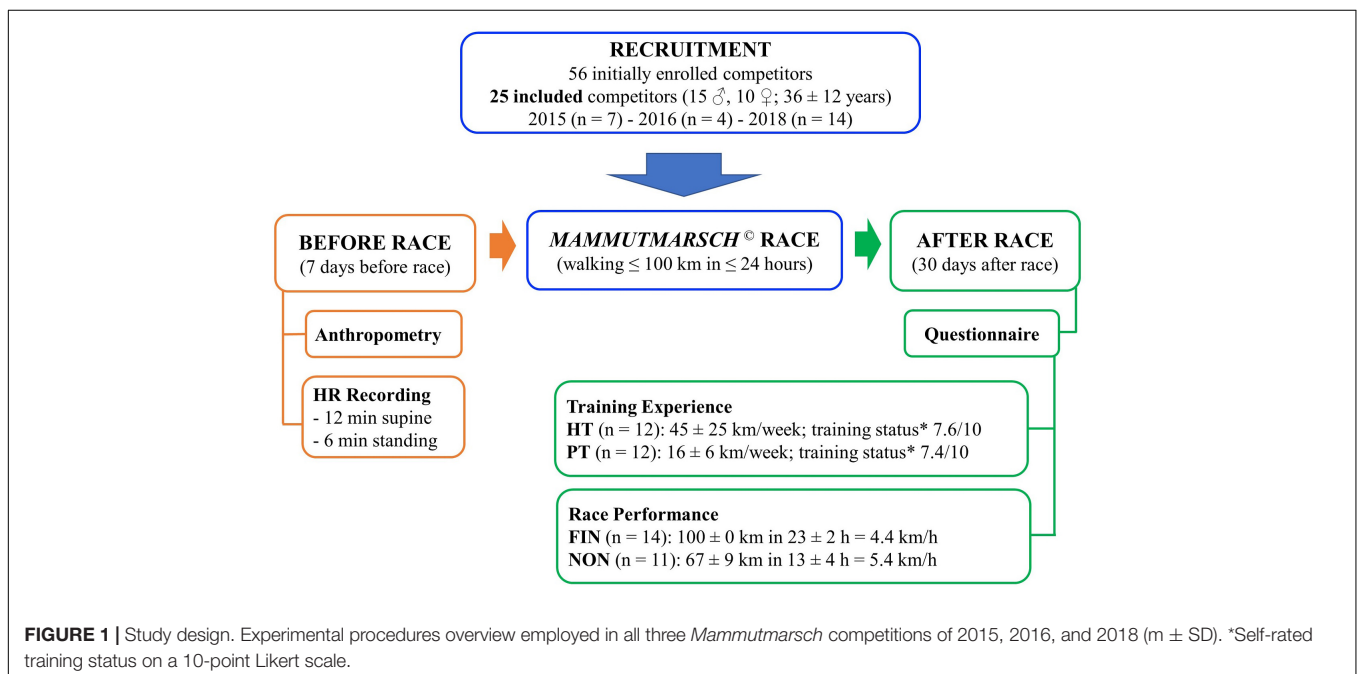 RECRUITMENT
56 initially enrolled competitors
25 included competitors (15 ♂, 10 ♀; 36 ± 12 years)
2015 (n = 7) - 2016 (n = 4) - 2018 (n = 14)
BEFORE RACE
(7 days before race)
MAMMUTMARSCH © RACE
(walking ≤ 100 km in ≤ 24 hours)
AFTER RACE
(30 days after race)
Anthropometry
HR Recording
- 12 min supine
- 6 min standing
Questionnaire
Training Experience
HT (n = 12): 45 ± 25 km/week; training status* 7.6/10
PT (n = 12): 16 ± 6 km/week; training status* 7.4/10
Race Performance
FIN (n = 14): 100 ± 0 km in 23 ± 2 h = 4.4 km/h
NON (n = 11): 67 ± 9 km in 13 ± 4 h = 5.4 km/h
FIGURE 1 | Study design. Experimental procedures overview employed in all three Mammutmarsch competitions of 2015, 2016, and 2018 (m ± SD). *Self-rated
training status on a 10-point Likert scale.